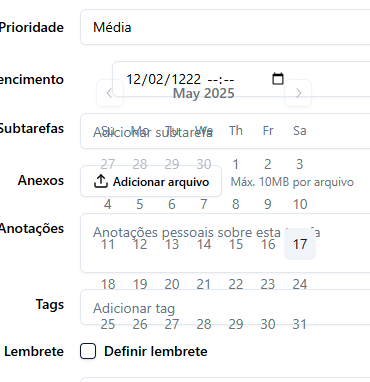 Prioridade Média
encimento 12/02/1222 --:--
May 2025
Subtarefas Adicionar subtarefa
Su Mo Tu We Th Fr Sa
27 28 29 30 1 2 3
Anexos Adicionar arquivo Máx. 10MB por arquivo
4 5 6 7 8 9 10
Anotações Anotações pessoais sobre esta tarefa
11 12 13 14 15 16 17
18 19 20 21 22 23 24
Tags Adicionar tag
25 26 27 28 29 30 31
Lembrete Definir lembrete